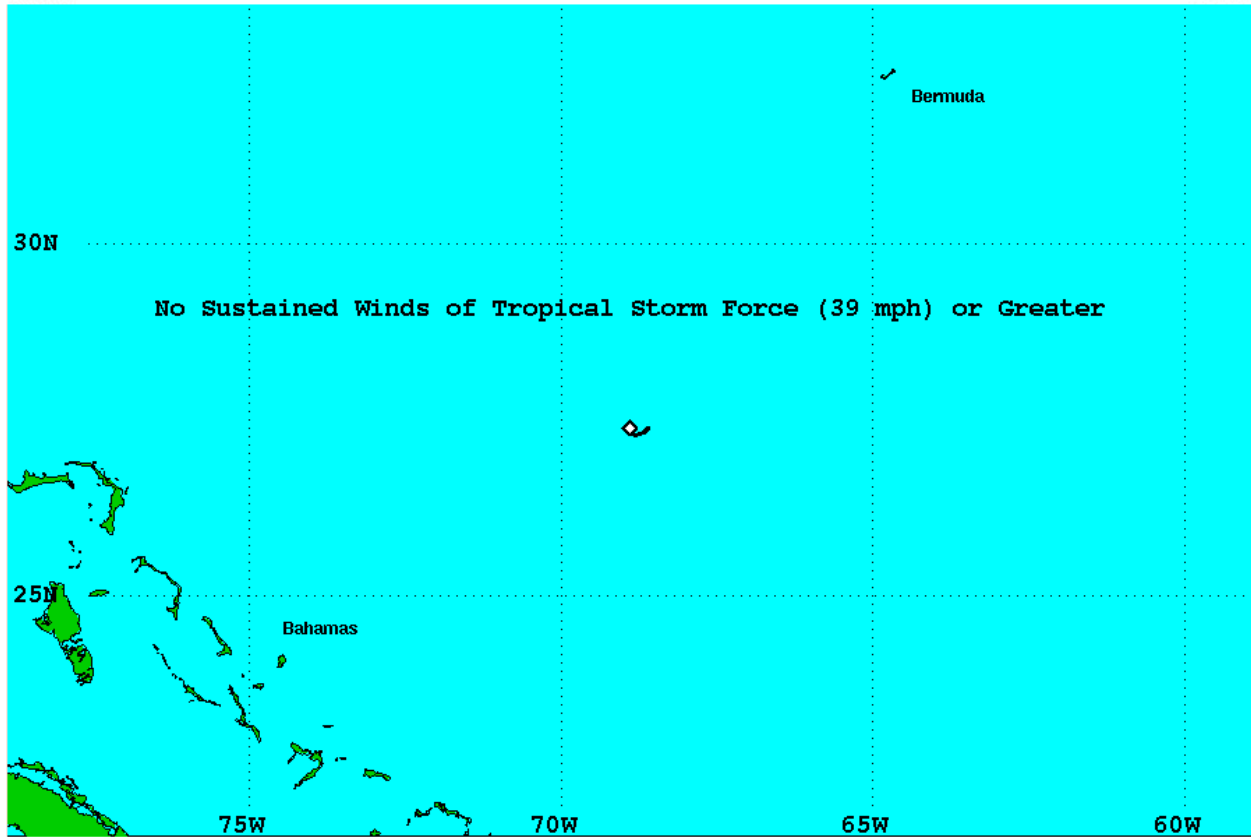 Bermuda
30N
No Sustained Winds of Tropical Storm Force (39 mph) or Greater
25N
Bahamas
75W 70W 65W 60W